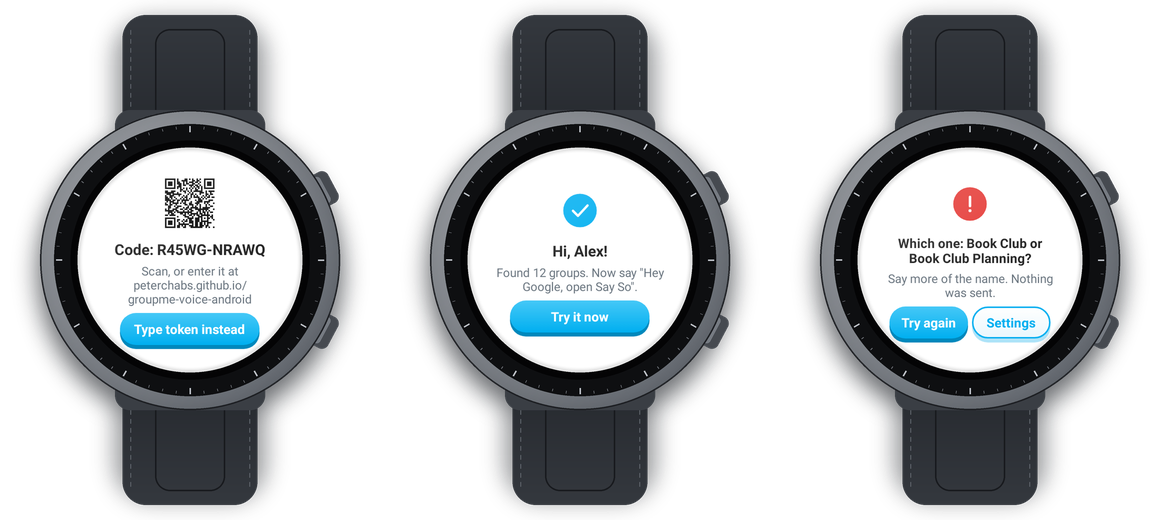 Code: R45WG-NRAWQ
Scan, or enter it at
peterchabs.github.io/
groupme-voice-android
Type token instead
Hi, Alex!
Found 12 groups. Now say "Hey
Google, open Say So".
Try it now
Which one: Book Club or
Book Club Planning?
Say more of the name. Nothing
was sent.
Try again
Settings